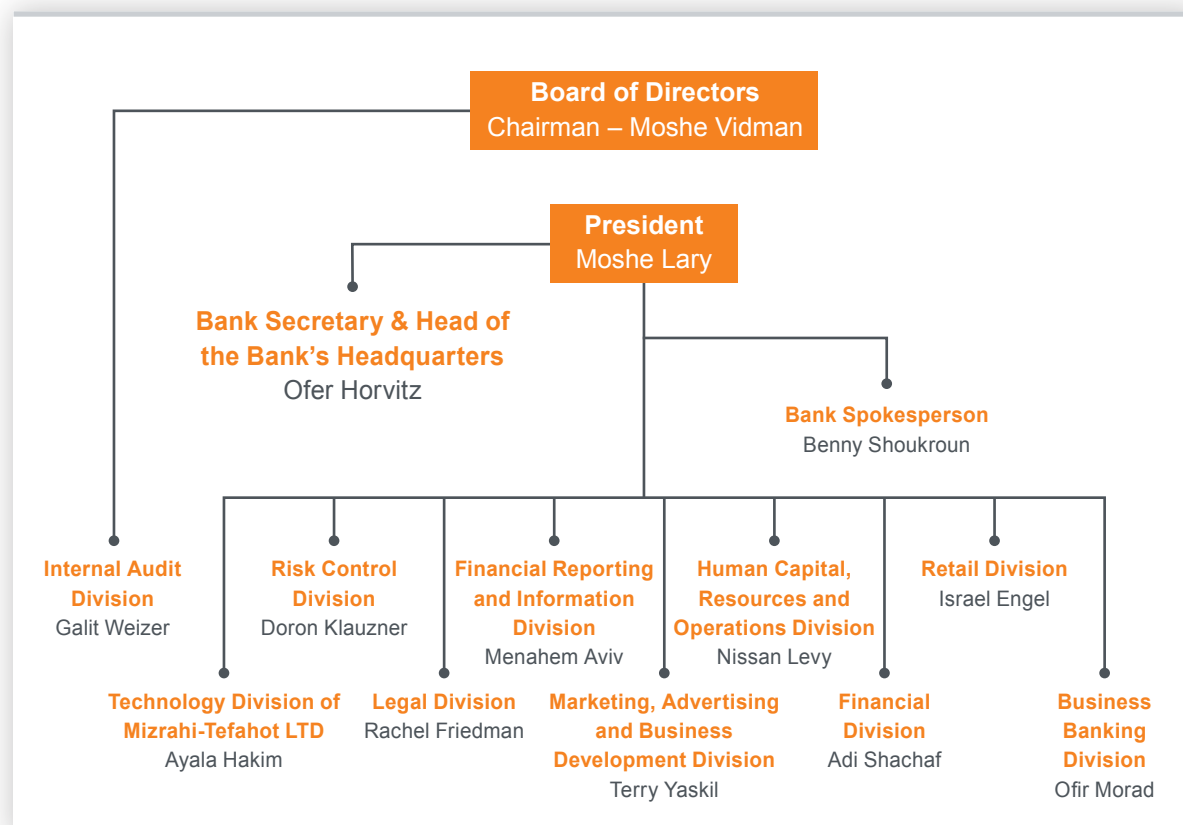 Board of Directors
Chairman – Moshe Vidman
President
Moshe Lary
Bank Secretary & Head of
the Bank's Headquarters
Ofer Horvitz
Bank Spokesperson
Benny Shoukroun
Internal Audit
Division
Galit Weizer
Risk Control
Division
Doron Klauzner
Financial Reporting
and Information
Division
Menahem Aviv
Human Capital,
Resources and
Operations Division
Nissan Levy
Retail Division
Israel Engel
Technology Division of
Mizrahi-Tefahot LTD
Ayala Hakim
Legal Division
Rachel Friedman
Marketing, Advertising
and Business
Development Division
Terry Yaskil
Financial
Division
Adi Shachaf
Business
Banking
Division
Ofir Morad